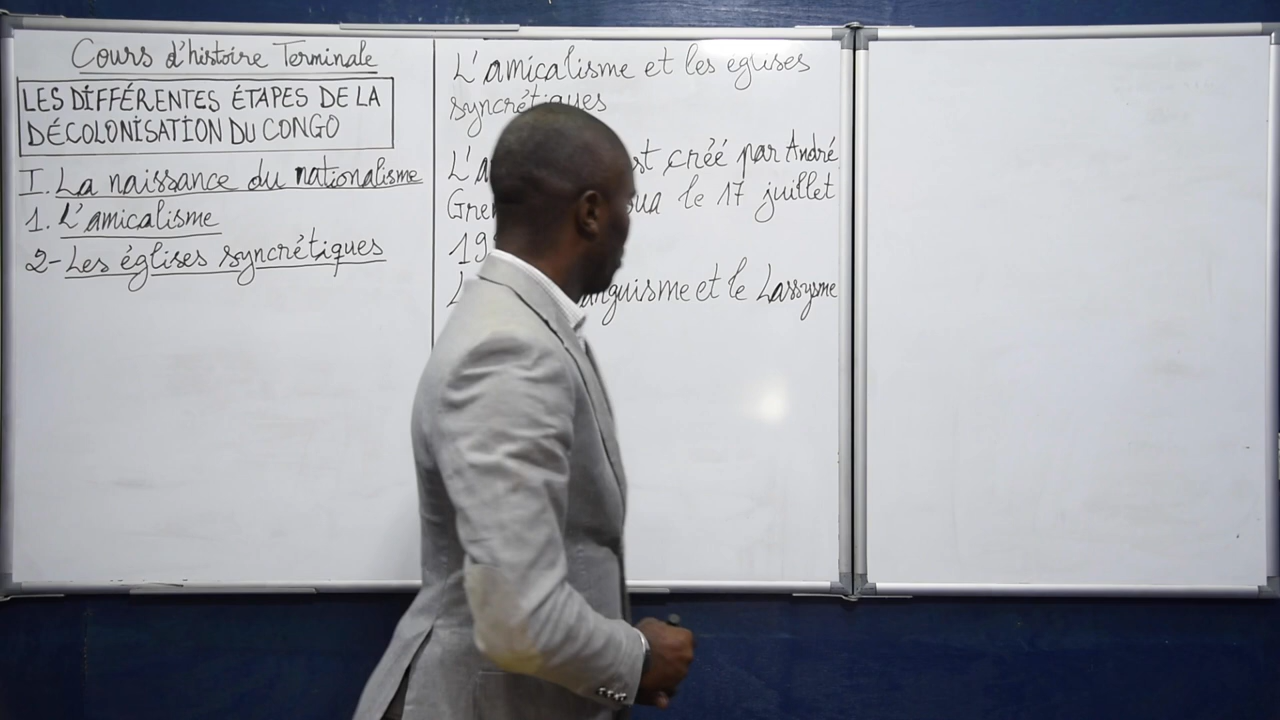 Cours d'histoire Terminale
LES DIFFÉRENTES ÉTAPES DE LA
DÉCOLONISATION DU CONGO
I. La naissance du nationalisme
1. L'amicalisme
2- Les églises syncrétiques
L'amicalisme et les églises
syncrétiques
créé par André
le 17 juillet
et le Lassysme